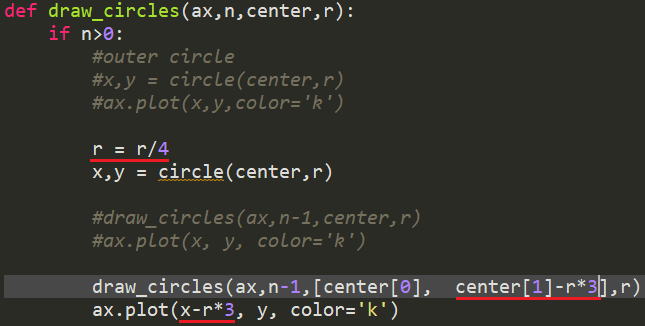 def draw_circles(ax,n,center,r):
    if n>0:
        #outer circle
        #x,y = circle(center,r)
        #ax.plot(x,y,color='k')

        r = r/4
        x,y = circle(center,r)

        #draw_circles(ax,n-1,center,r)
        #ax.plot(x, y, color='k')

        draw_circles(ax,n-1,[center[0],  center[1]-r*3],r)
        ax.plot(x-r*3, y, color='k')